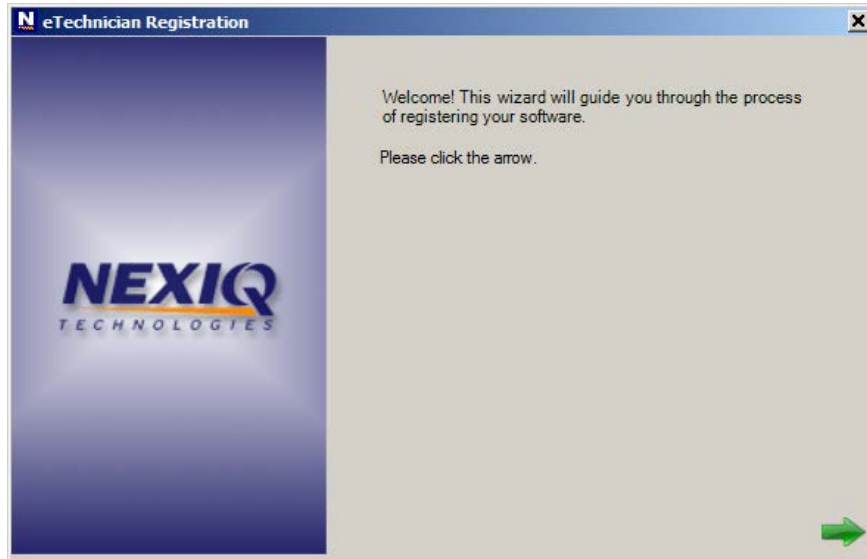 eTechnician Registration
Welcome! This wizard will guide you through the process
of registering your software.
Please click the arrow.
NEXIQ
TECHNOLOGIES